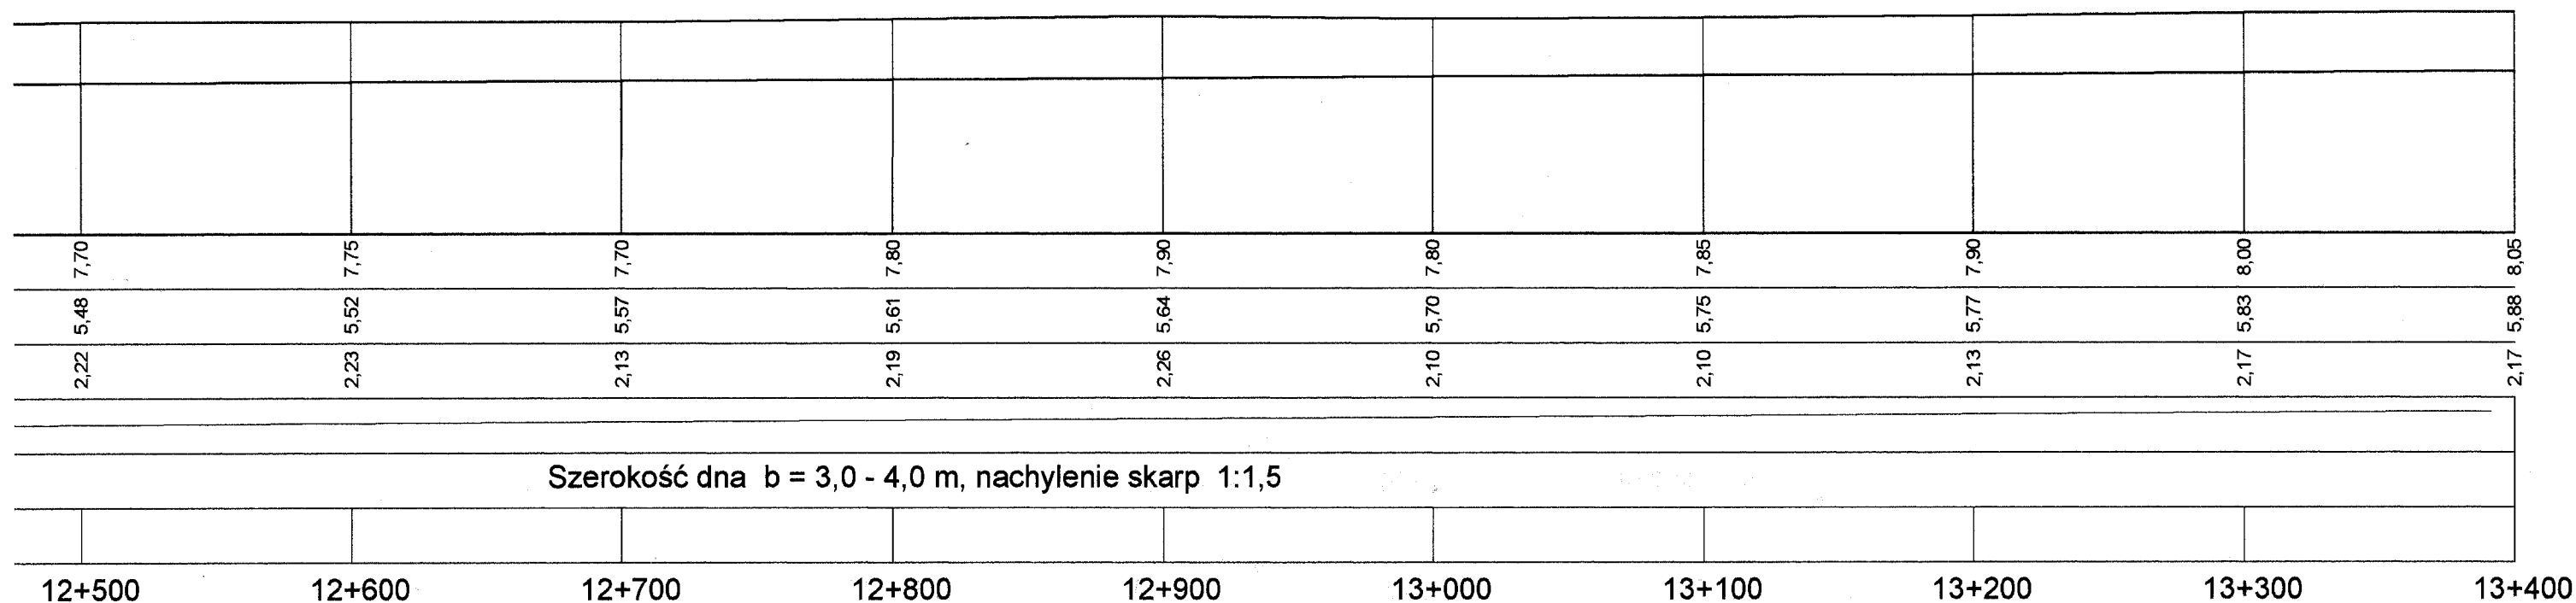 7,70 7,75 7,70 7,80 7,90 7,80 7,85 7,90 8,00 8,05
5,48 5,52 5,57 5,61 5,64 5,70 5,75 5,77 5,83 5,88
2,22 2,23 2,13 2,19 2,26 2,10 2,10 2,13 2,17 2,17
Szerokość dna b = 3,0 - 4,0 m, nachylenie skarp 1:1,5
12+500 12+600 12+700 12+800 12+900 13+000 13+100 13+200 13+300 13+400